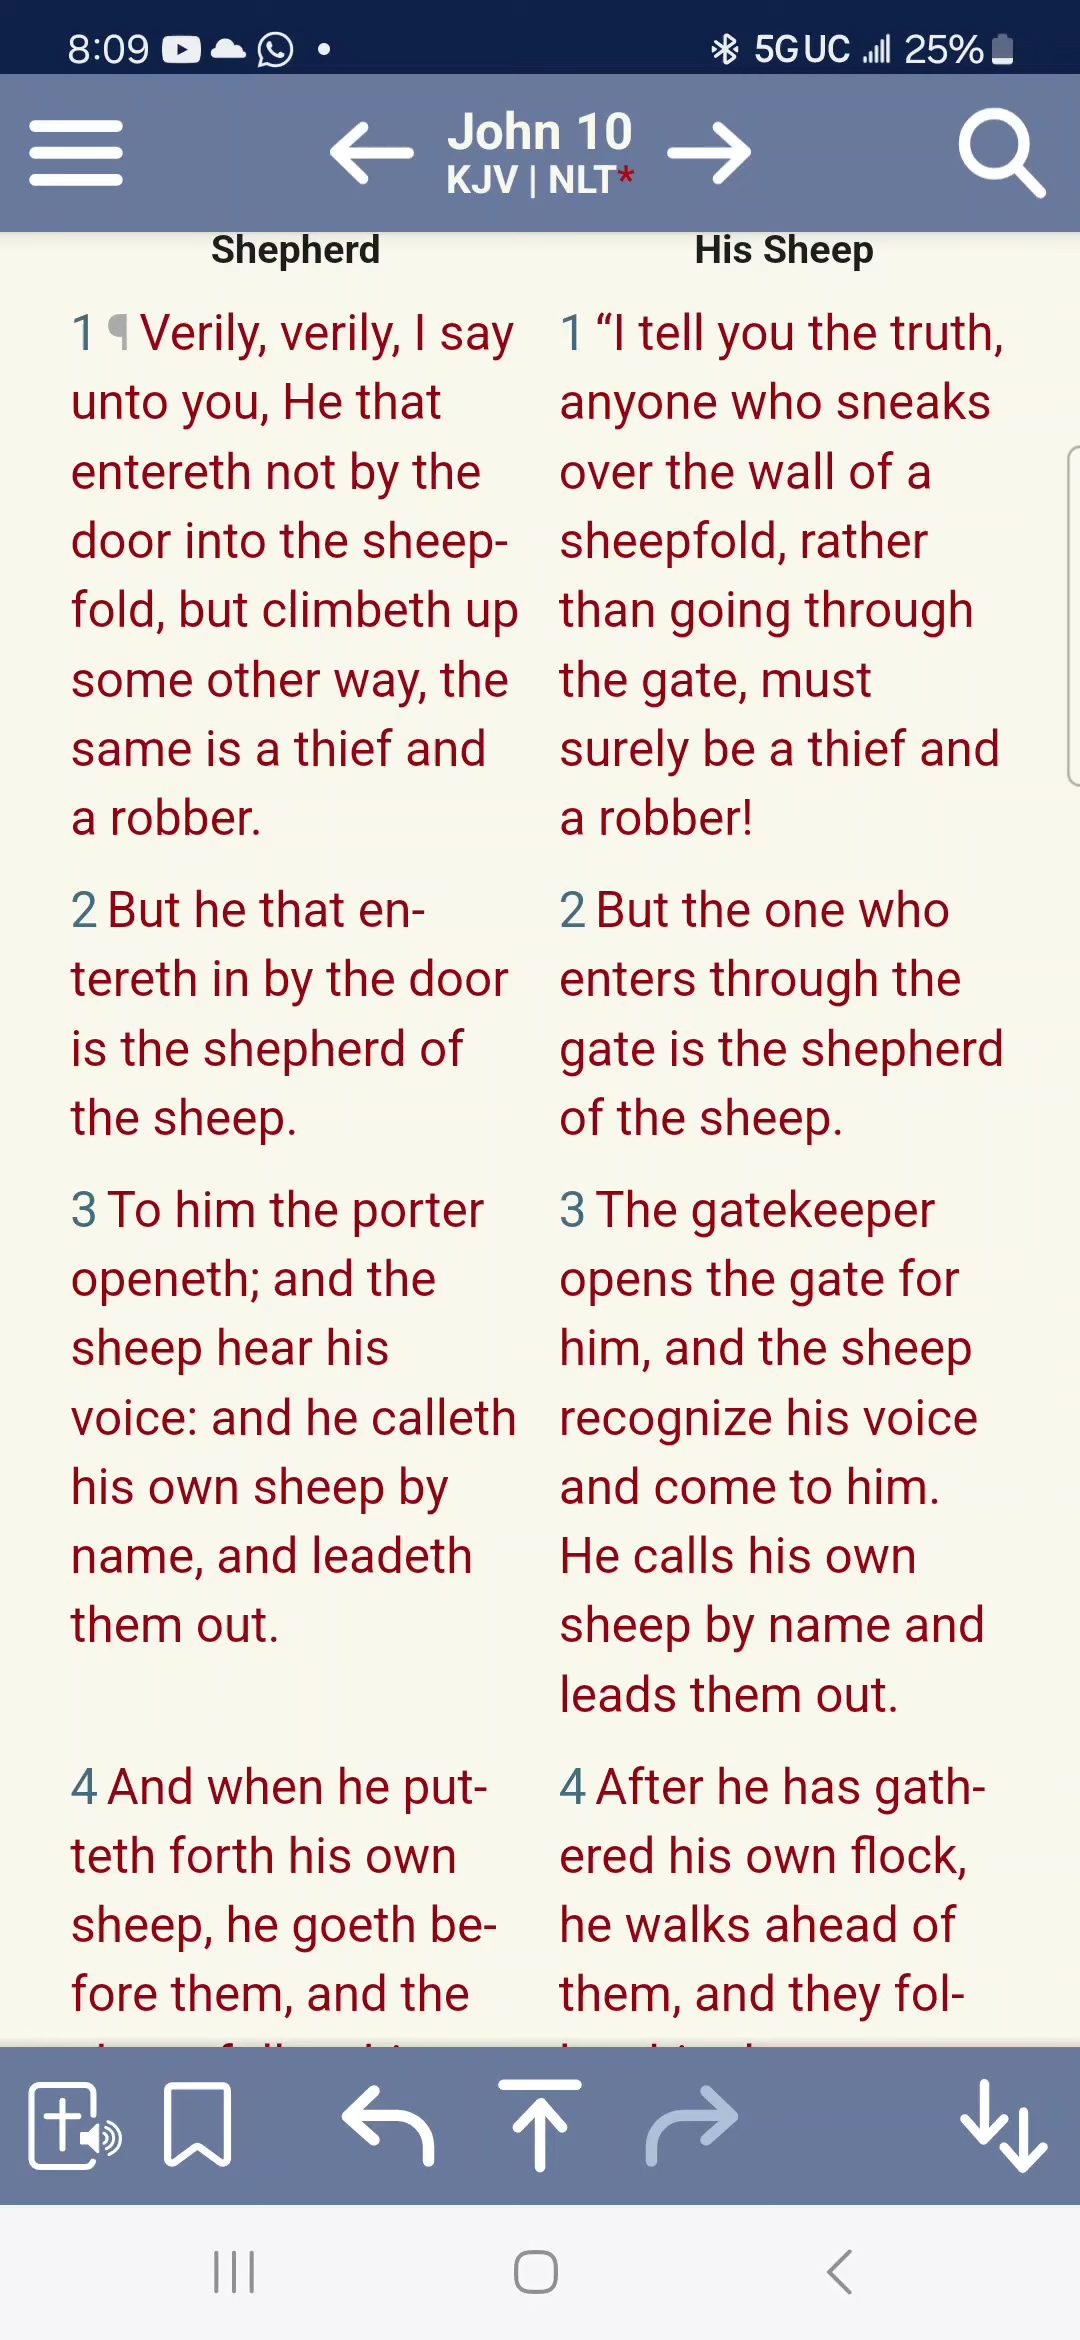 8:09
5G UC 25%
John 10
KJV | NLT*
Shepherd
1 ¶ Verily, verily, I say
unto you, He that
entereth not by the
door into the sheep-
fold, but climbeth up
some other way, the
same is a thief and
a robber.
2 But he that en-
tereth in by the door
is the shepherd of
the sheep.
3 To him the porter
openeth; and the
sheep hear his
voice: and he calleth
his own sheep by
name, and leadeth
them out.
4 And when he put-
teth forth his own
sheep, he goeth be-
fore them, and the
His Sheep
1 “I tell you the truth,
anyone who sneaks
over the wall of a
sheepfold, rather
than going through
the gate, must
surely be a thief and
a robber!
2 But the one who
enters through the
gate is the shepherd
of the sheep.
3 The gatekeeper
opens the gate for
him, and the sheep
recognize his voice
and come to him.
He calls his own
sheep by name and
leads them out.
4 After he has gath-
ered his own flock,
he walks ahead of
them, and they fol-